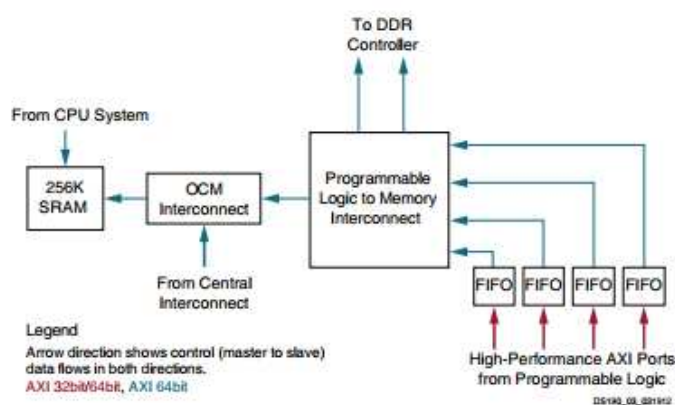 To DDR
Controller
From CPU System
256K
SRAM
OCM
Interconnect
Programmable
Logic to Memory
Interconnect
From Central
Interconnect
FIFO
FIFO
FIFO
FIFO
High-Performance AXI Ports
from Programmable Logic
Legend
Arrow direction shows control (master to slave)
data flows in both directions.
AXI 32bit/64bit, AXI 64bit
DS190_03_031912